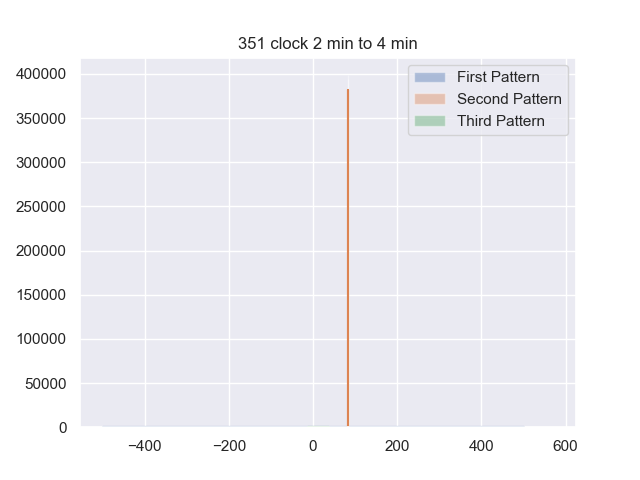 351 clock 2 min to 4 min
400000
350000
300000
250000
200000
150000
100000
50000
0
First Pattern
Second Pattern
Third Pattern
−400 −200 0 200 400 600